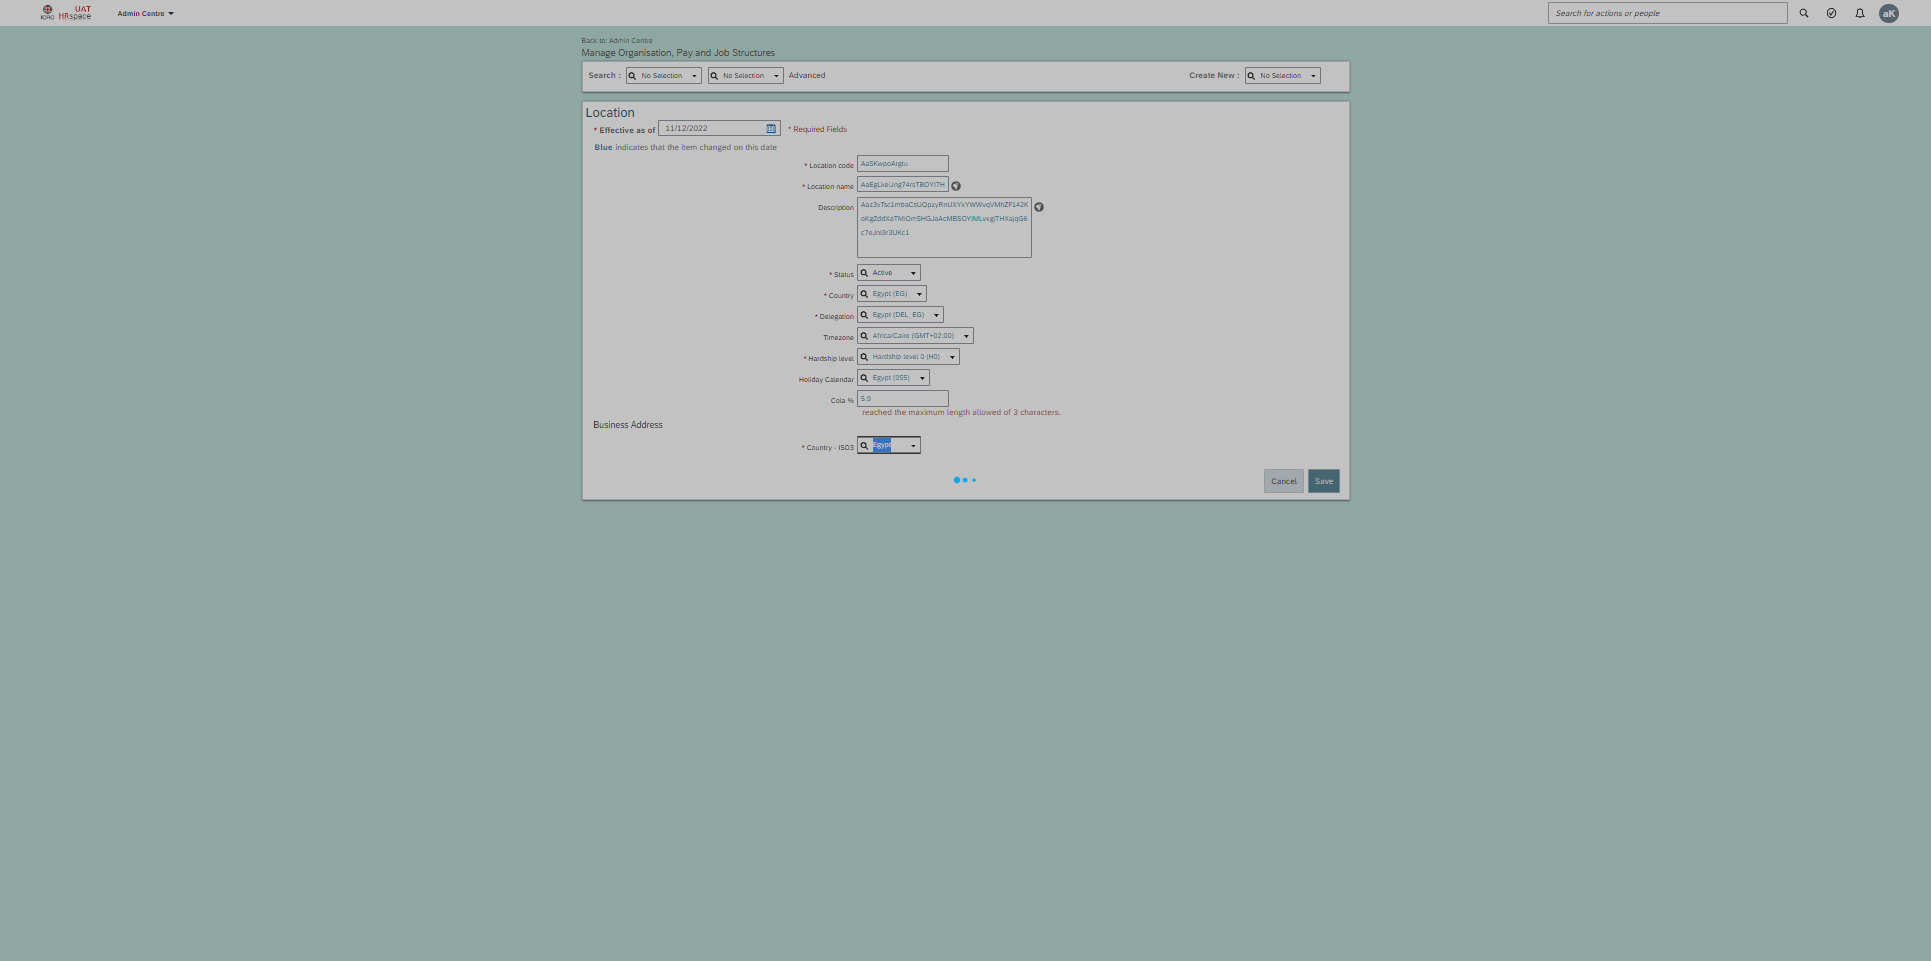 ICRC
UAT
HRspace
Admin Centre
Search for actions or people
aK
Back to: Admin Centre
Manage Organisation, Pay and Job Structures
Search : No Selection No Selection Advanced
Create New : No Selection
Location
* Effective as of 11/12/2022 * Required Fields
Blue indicates that the item changed on this date
* Location code Aa5KwpoArgtu
* Location name
Description
* Status Active
* Country Egypt (EG)
* Delegation Egypt (DEL_EG)
Timezone Africa/Cairo (GMT+02:00)
* Hardship level Hardship level 0 (H0)
Holiday Calendar Egypt (055)
Cola % 5.9
reached the maximum length allowed of 3 characters.
Business Address
* Country - ISO3 Egypt
Cancel Save